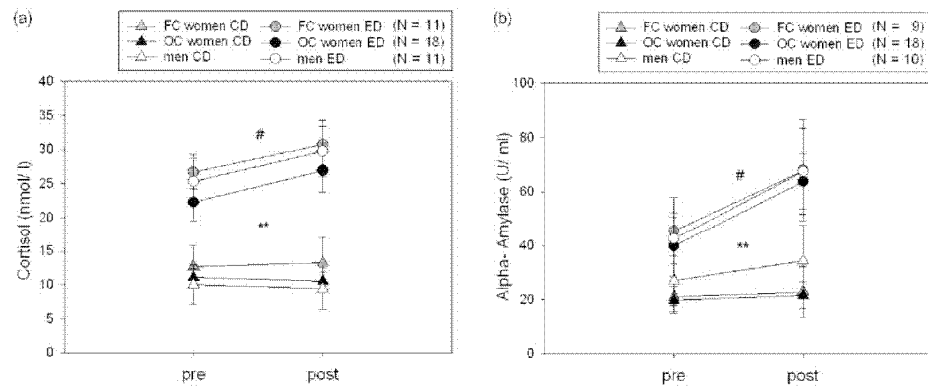 (a)
FC women CD FC women ED (N = 11)
OC women CD OC women ED (N = 18)
men CD men ED (N = 11)
40
35
30
25
20
15
10
5
0
Cortisol (nmol/ l)
#
**
pre post
(b)
FC women CD FC women ED (N = 9)
OC women CD OC women ED (N = 18)
men CD men ED (N = 10)
100
80
60
40
20
0
Alpha- Amylase (U/ ml)
#
**
pre post